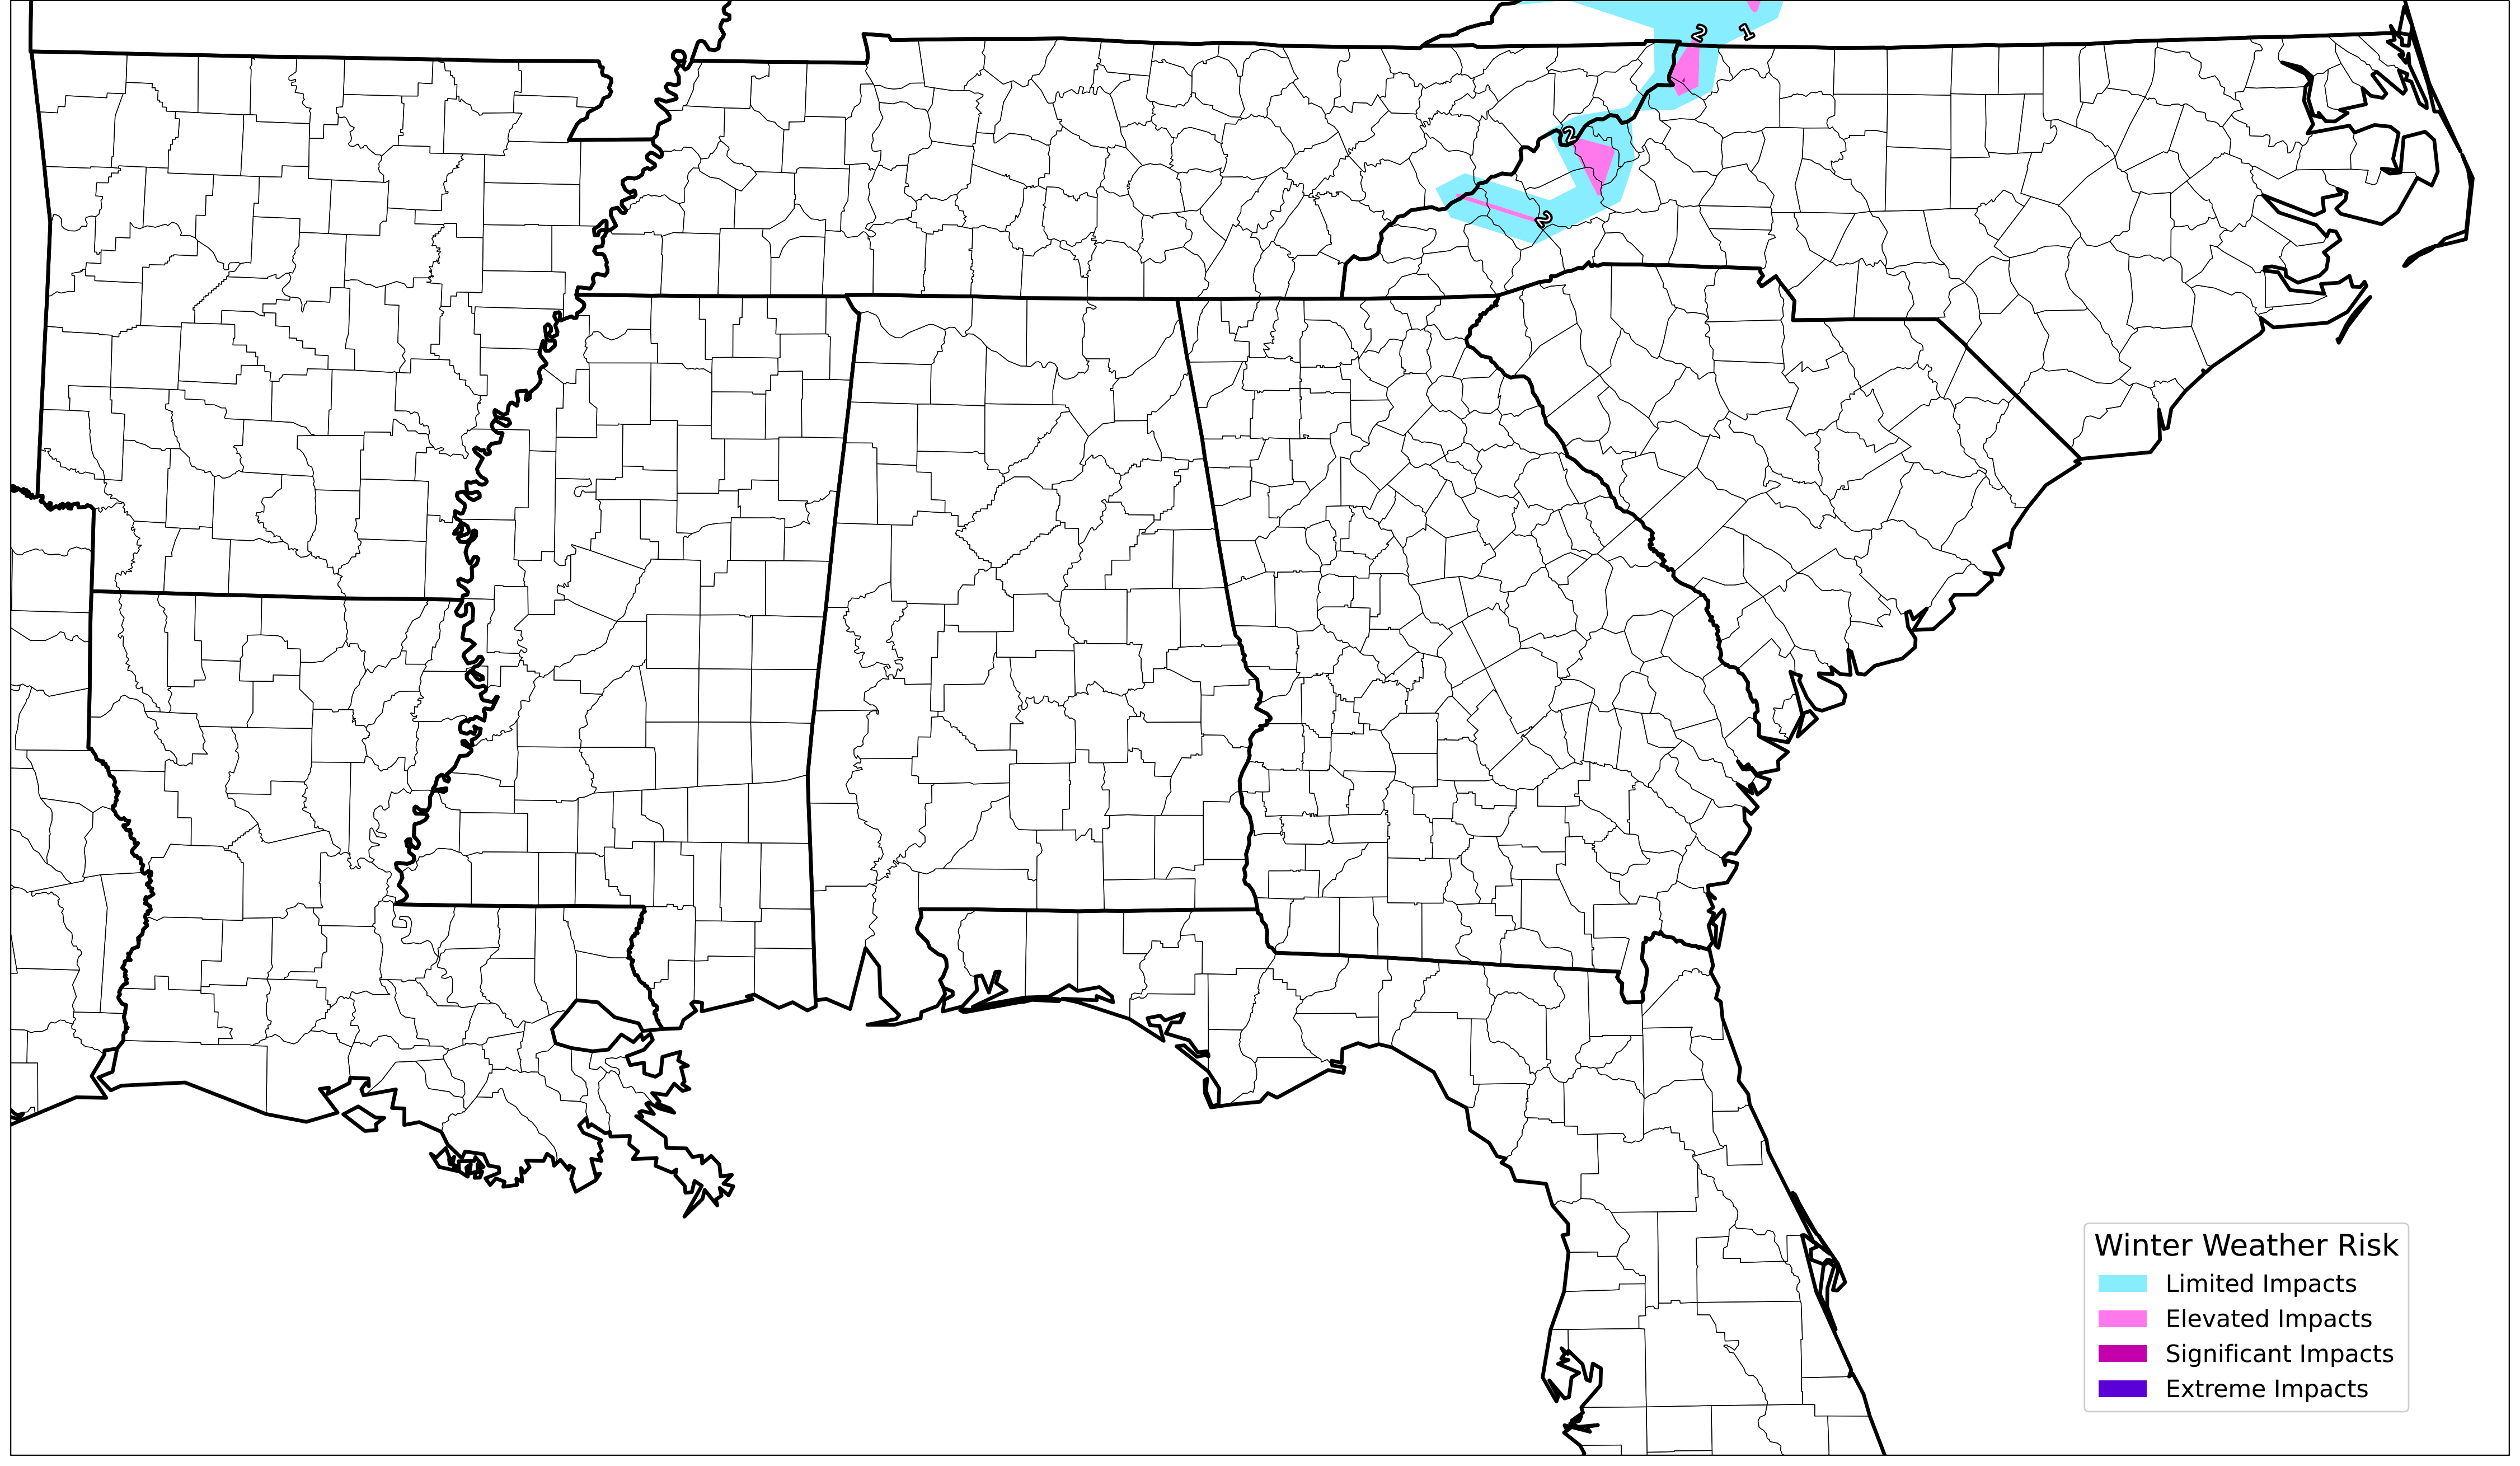 2
1
2
2
Winter Weather Risk
Limited Impacts
Elevated Impacts
Significant Impacts
Extreme Impacts